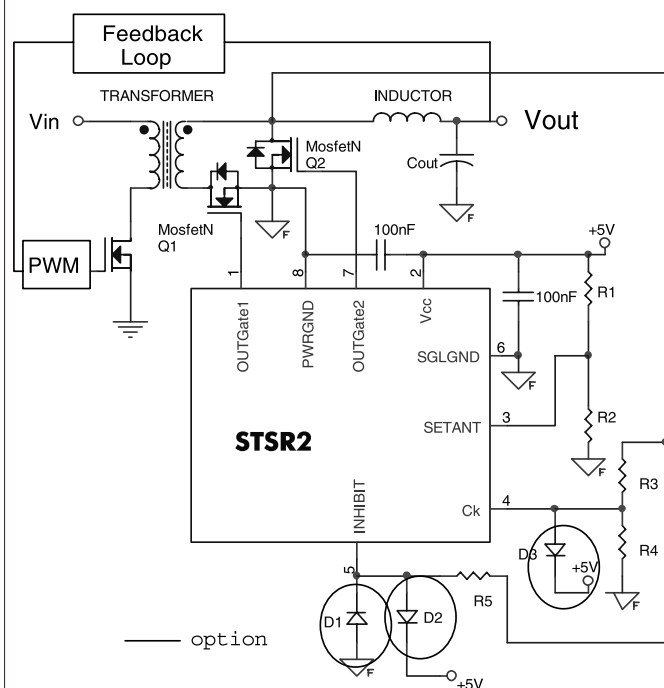 Feedback
Loop
TRANSFORMER
INDUCTOR
Vin
Vout
MosfetN
Q2
Cout
MosfetN
Q1
F
F
100nF
+5V
PWM
1
8
7
2
R1
100nF
OUTGate1
PWRGND
OUTGate2
Vcc
SGLGND
6
F
STSR2
SETANT
3
R2
F
R3
INHIBIT
Ck
4
D3
R4
+5V
5
F
R5
D1
D2
option
F
+5V